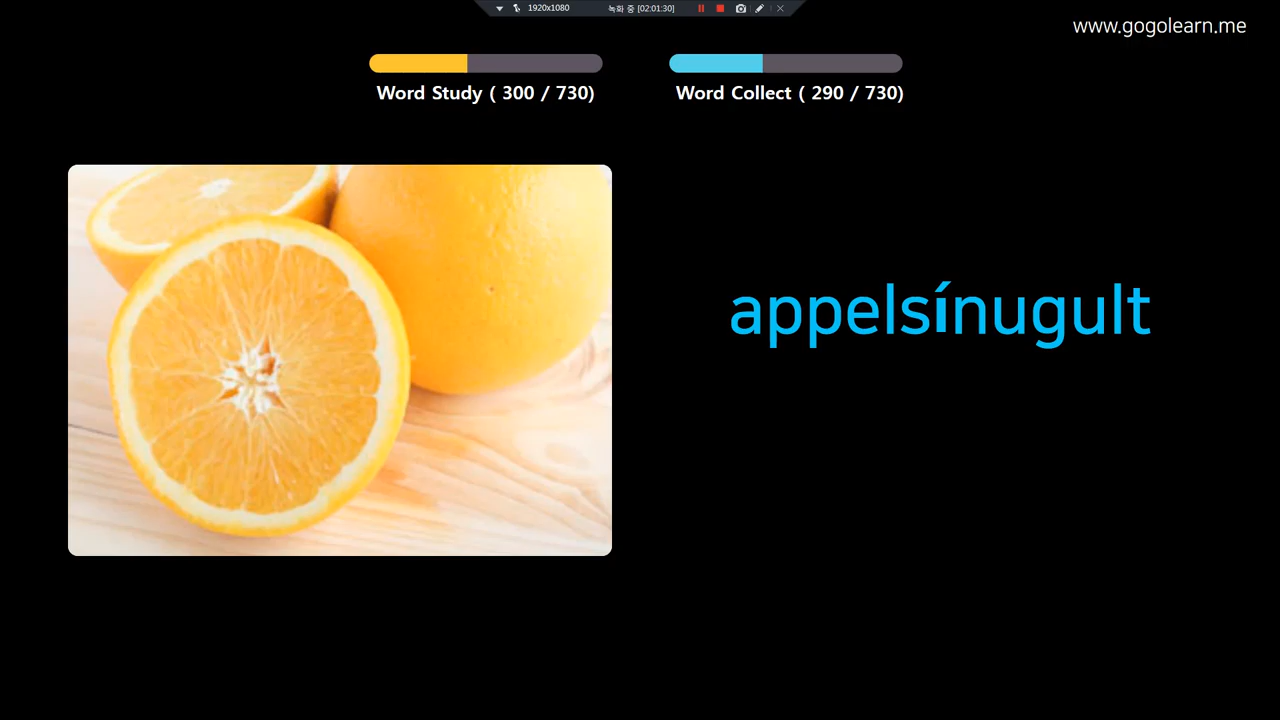 1920x1080 녹화 중 [02:01:30]
www.gogolearn.me
Word Study ( 300 / 730) Word Collect ( 290 / 730)
appelsínugult